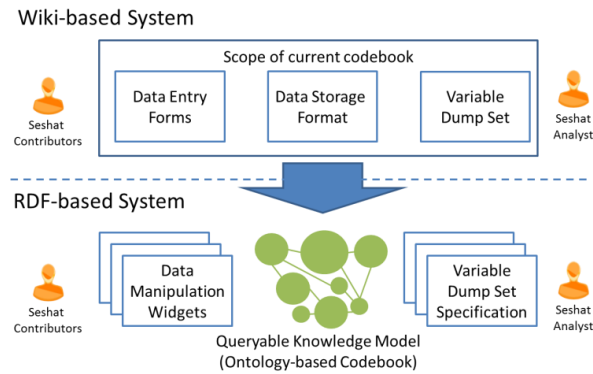 Wiki-based System
Scope of current codebook
Data Entry
Forms
Data Storage
Format
Variable
Dump Set
Seshat
Contributors
Seshat
Analyst
RDF-based System
Data
Manipulation
Widgets
Variable
Dump Set
Specification
Seshat
Contributors
Seshat
Analyst
Queryable Knowledge Model
(Ontology-based Codebook)